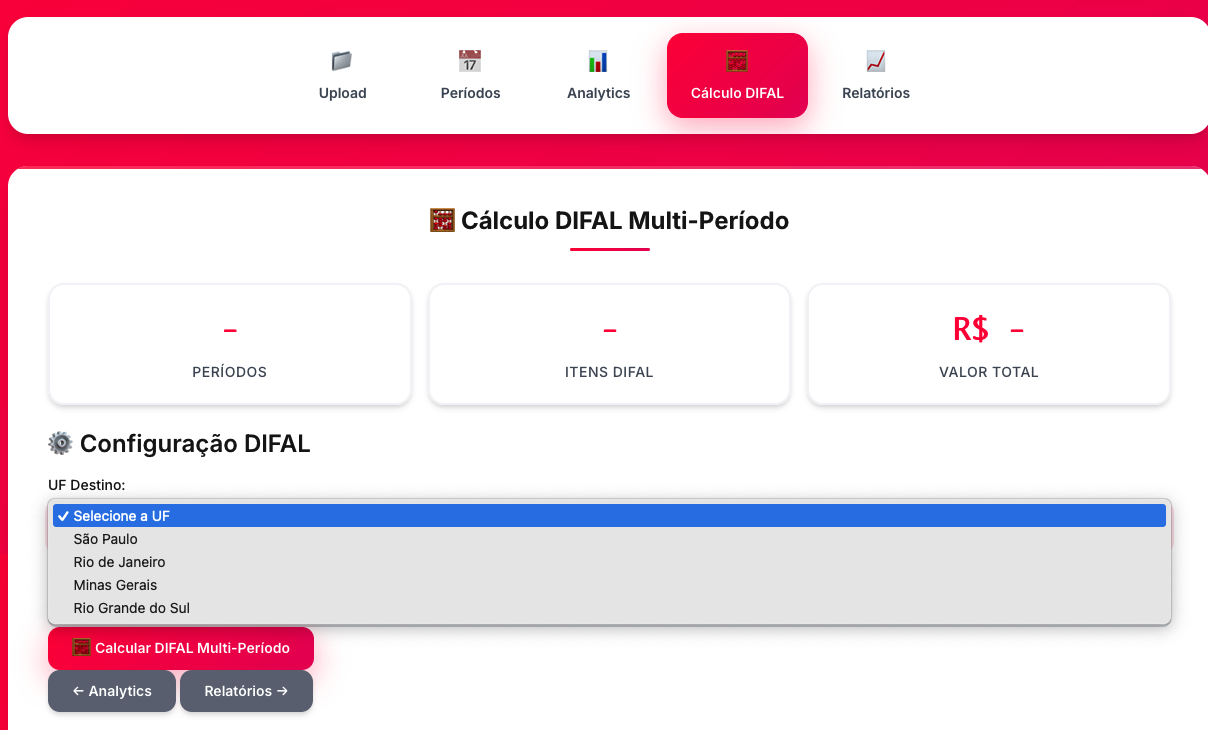 Upload
17
Períodos
Analytics
Cálculo DIFAL
Relatórios
Cálculo DIFAL Multi-Período
–
PERÍODOS
–
ITENS DIFAL
R$ –
VALOR TOTAL
Configuração DIFAL
UF Destino:
✓ Selecione a UF
São Paulo
Rio de Janeiro
Minas Gerais
Rio Grande do Sul
Calcular DIFAL Multi-Período
← Analytics
Relatórios →